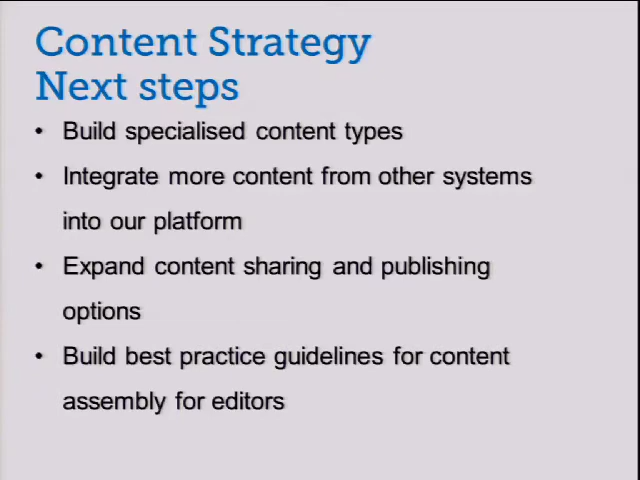 Content Strategy
Next steps
• Build specialised content types
• Integrate more content from other systems
into our platform
• Expand content sharing and publishing
options
• Build best practice guidelines for content
assembly for editors